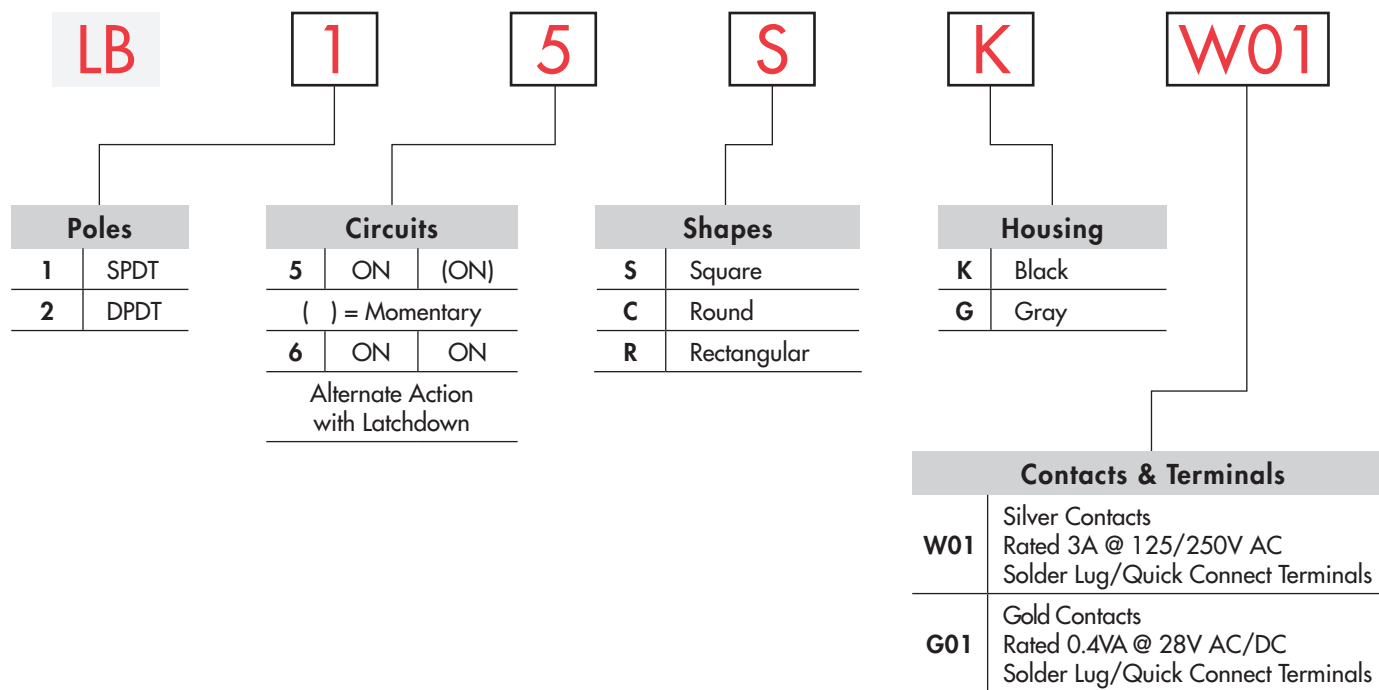 LB 1 5 S K W01
Poles
1 SPDT
2 DPDT
Circuits
5 ON (ON)
( ) = Momentary
6 ON ON
Alternate Action
with Latchdown
Shapes
S Square
C Round
R Rectangular
Housing
K Black
G Gray
Contacts & Terminals
W01
Silver Contacts
Rated 3A @ 125/250V AC
Solder Lug/Quick Connect Terminals
G01
Gold Contacts
Rated 0.4VA @ 28V AC/DC
Solder Lug/Quick Connect Terminals